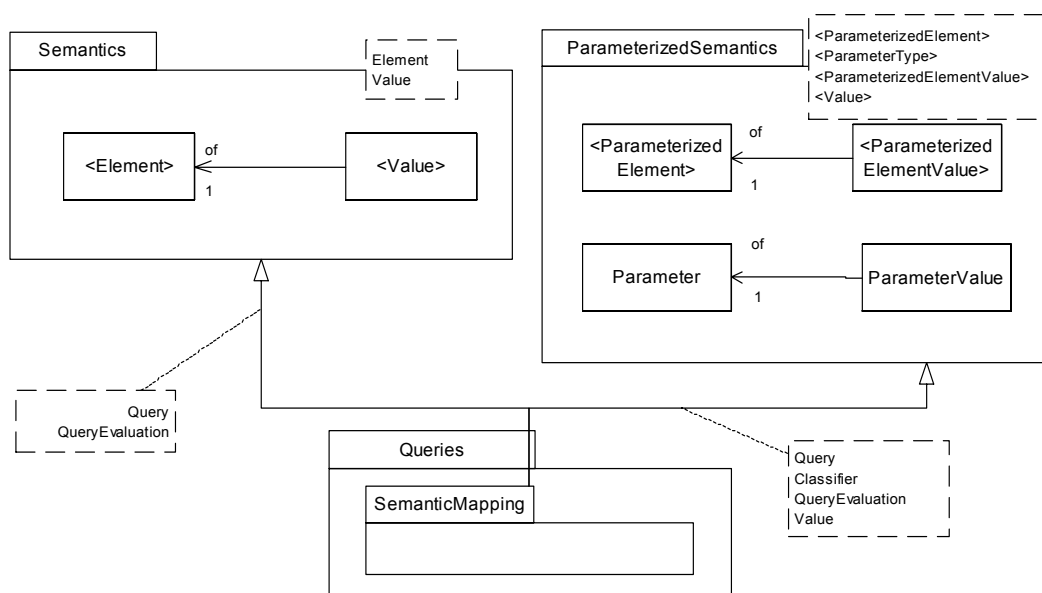 Semantics
Element
Value
<Element>
of
1
<Value>
ParameterizedSemantics
<ParameterizedElement>
<ParameterType>
<ParameterizedElementValue>
<Value>
<Parameterized
Element>
of
1
<Parameterized
ElementValue>
Parameter
of
1
ParameterValue
Query
QueryEvaluation
Queries
SemanticMapping
Query
Classifier
QueryEvaluation
Value